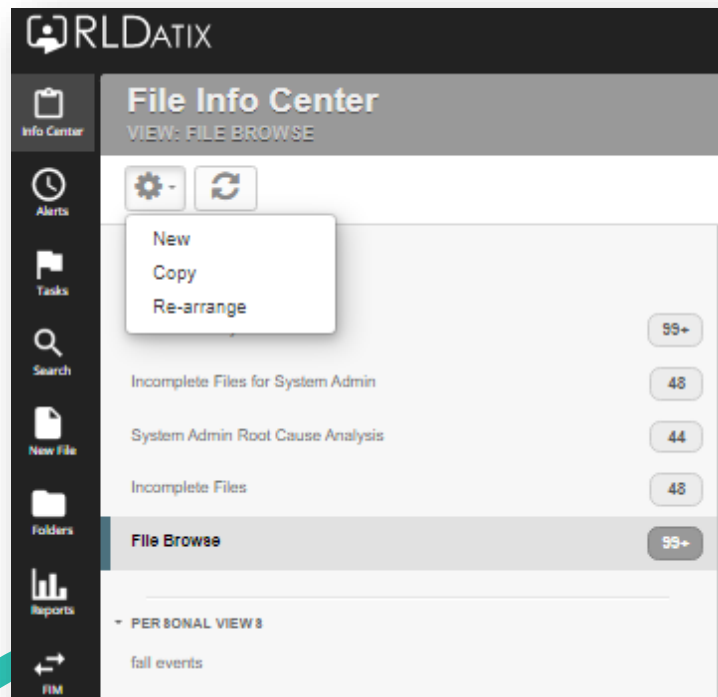 RLDATIX
Info Center
File Info Center
VIEW: FILE BROWSE
Alerts
New
Copy
Re-arrange
Tasks
99+
Search
Incomplete Files for System Admin
48
System Admin Root Cause Analysis
44
New File
Incomplete Files
48
Folders
File Browse
99+
Reports
PERSONAL VIEWS
fall events
FIM